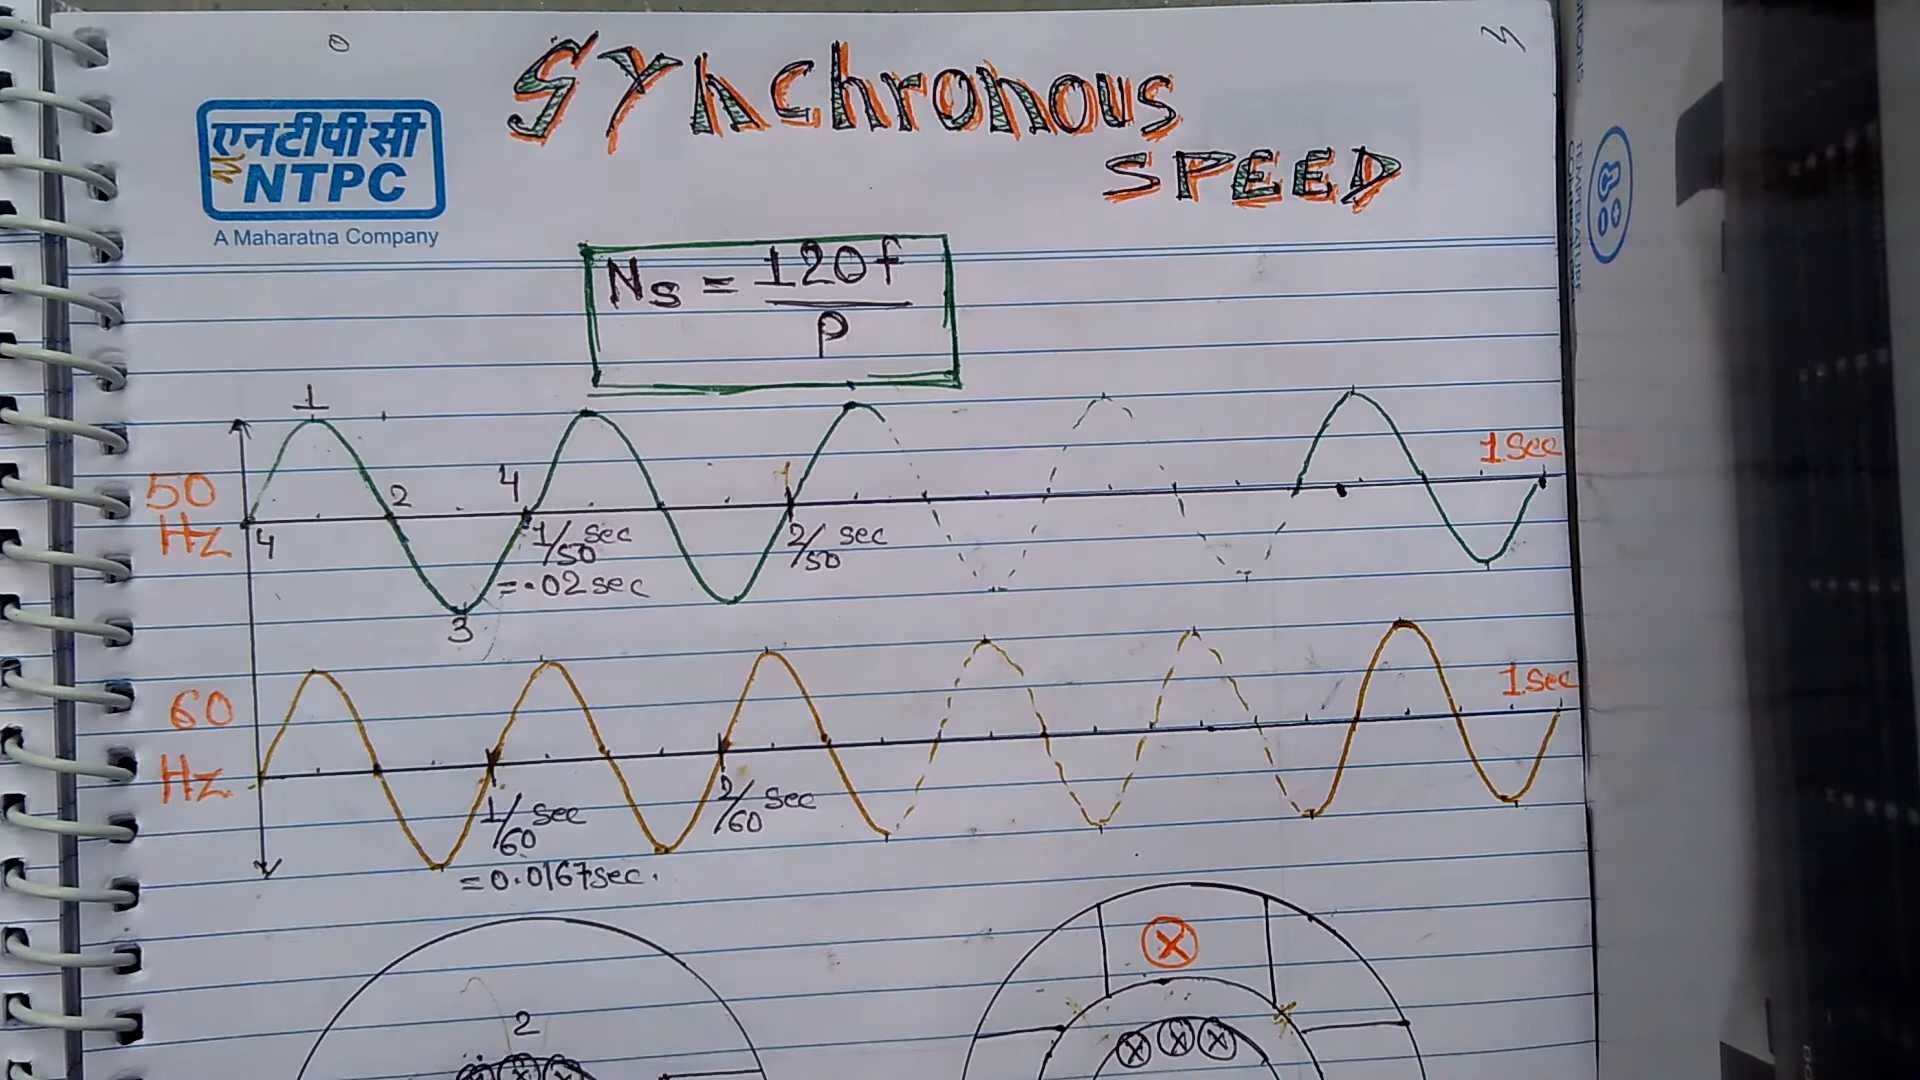 SYnchronous
SPEED
एनटीपीसी
NTPC
A Maharatna Company
Ns = 120f
P
1
1 Sec
50
Hz
4
2
4
1
3
1/50 sec
= .02 sec
2/50 sec
60
Hz
1 Sec
1/60 sec
= 0.0167 sec.
2/60 sec
2
TEMPERATURE